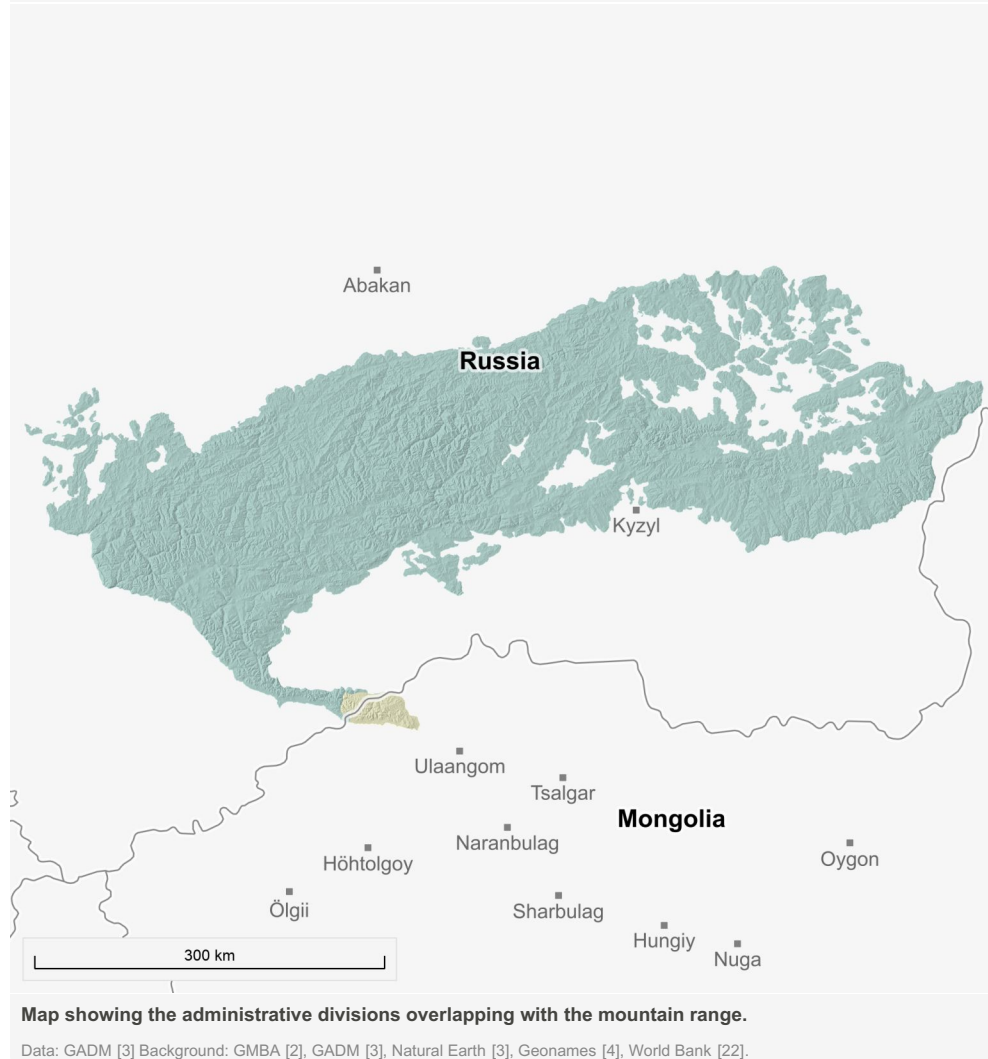 Abakan
Russia
Kyzyl
Ulaangom
Tsalgar
Mongolia
Naranbulag
Höhtolgoy
Oygon
Ölgii
Sharbulag
Hungiy
Nuga
300 km
Map showing the administrative divisions overlapping with the mountain range.
Data: GADM [3] Background: GMBA [2], GADM [3], Natural Earth [3], Geonames [4], World Bank [22].